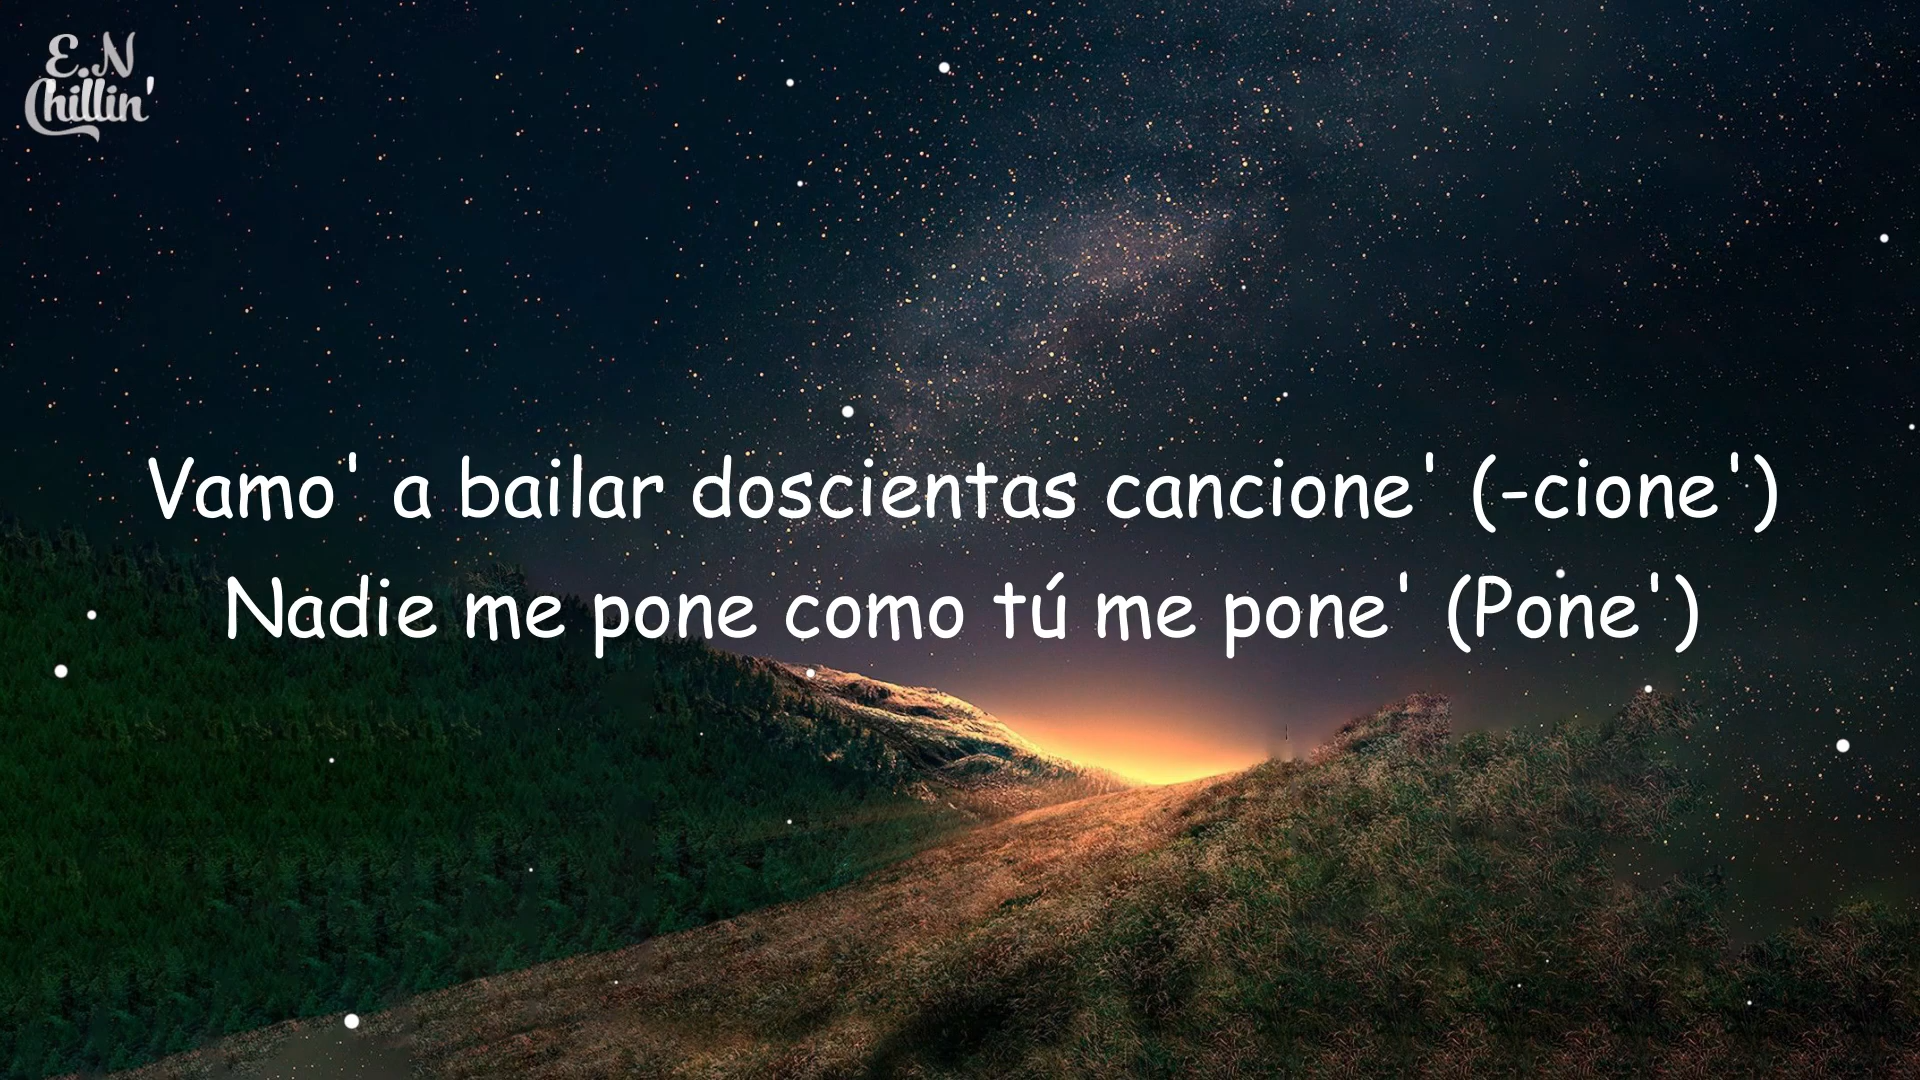 E.N
Chillin'
Vamo' a bailar doscientas cancione' (-cione')
Nadie me pone como tú me pone' (Pone')